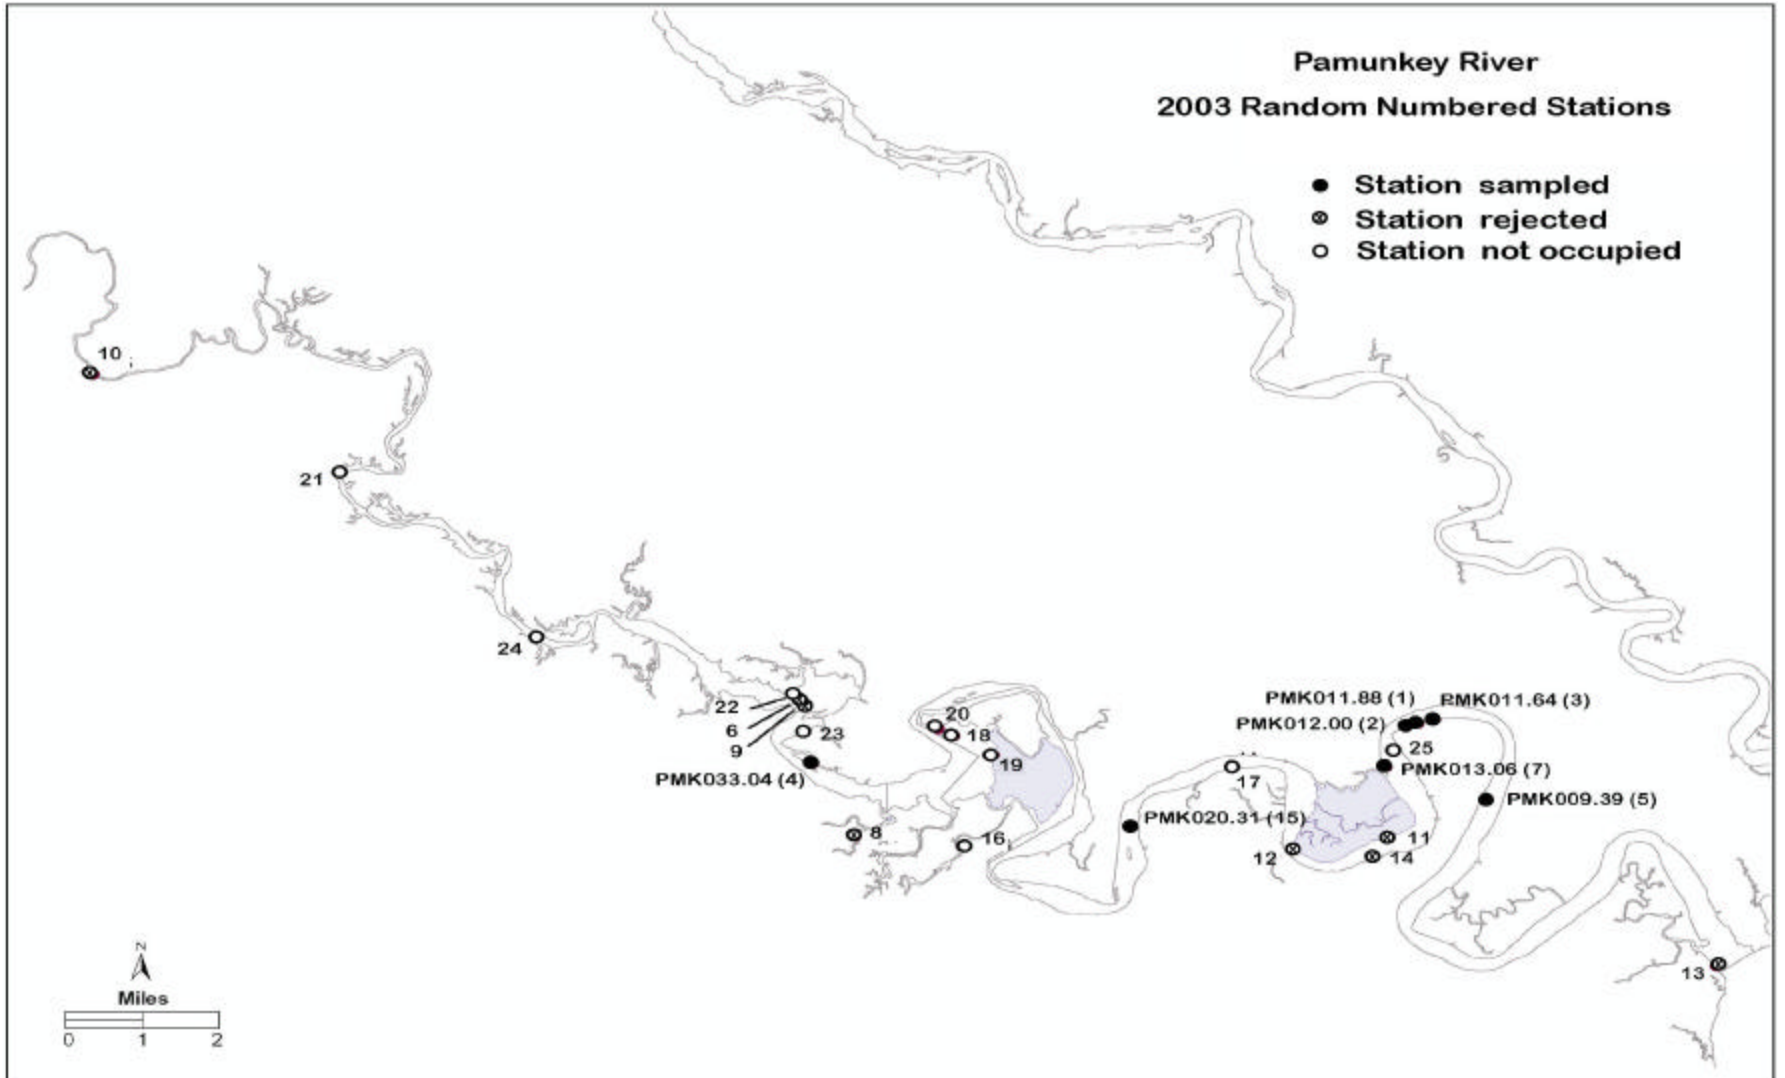 Pamunkey River
2003 Random Numbered Stations
Station sampled
Station rejected
Station not occupied
10
21
24
22
6
9
23
PMK033.04 (4)
8
20
18
19
16
PMK020.31 (15)
17
PMK011.88 (1)
PMK011.64 (3)
PMK012.00 (2)
25
PMK013.06 (7)
PMK009.39 (5)
11
12
14
13
N
Miles
0 1 2